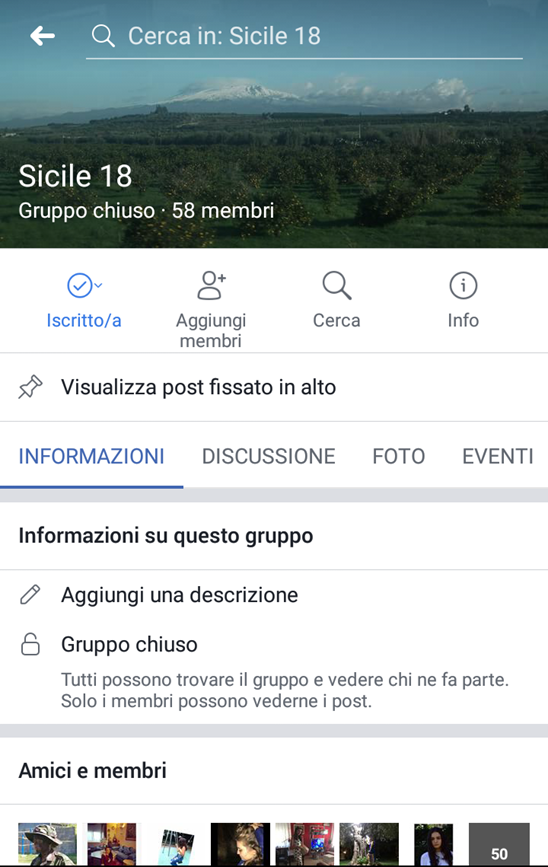 Cerca in: Sicile 18
Sicile 18
Gruppo chiuso · 58 membri
Iscritto/a
Aggiungi
membri
Cerca
Info
Visualizza post fissato in alto
INFORMAZIONI
DISCUSSIONE
FOTO
EVENTI
Informazioni su questo gruppo
Aggiungi una descrizione
Gruppo chiuso
Tutti possono trovare il gruppo e vedere chi ne fa parte.
Solo i membri possono vederne i post.
Amici e membri
50